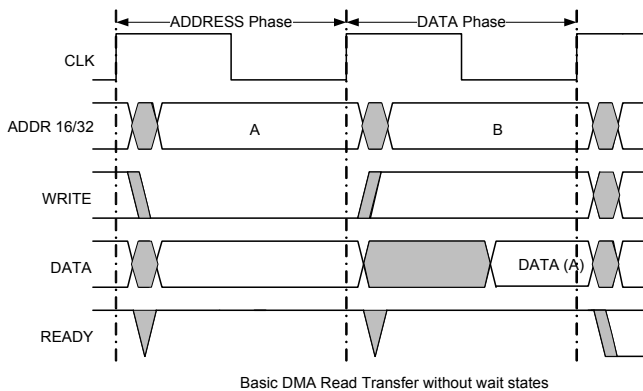 ADDRESS Phase DATA Phase
CLK
ADDR 16/32 A B
WRITE
DATA DATA (A)
READY
Basic DMA Read Transfer without wait states